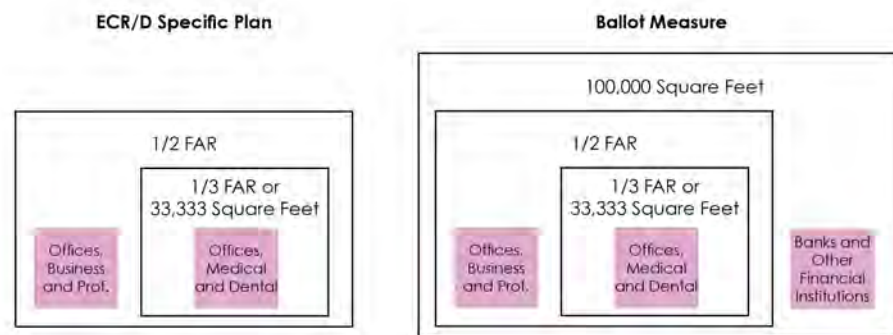 ECR/D Specific Plan
1/2 FAR
1/3 FAR or
33,333 Square Feet
Offices,
Business
and Prof.
Offices,
Medical
and Dental
Ballot Measure
100,000 Square Feet
1/2 FAR
1/3 FAR or
33,333 Square Feet
Offices,
Business
and Prof.
Offices,
Medical
and Dental
Banks and
Other
Financial
Institutions